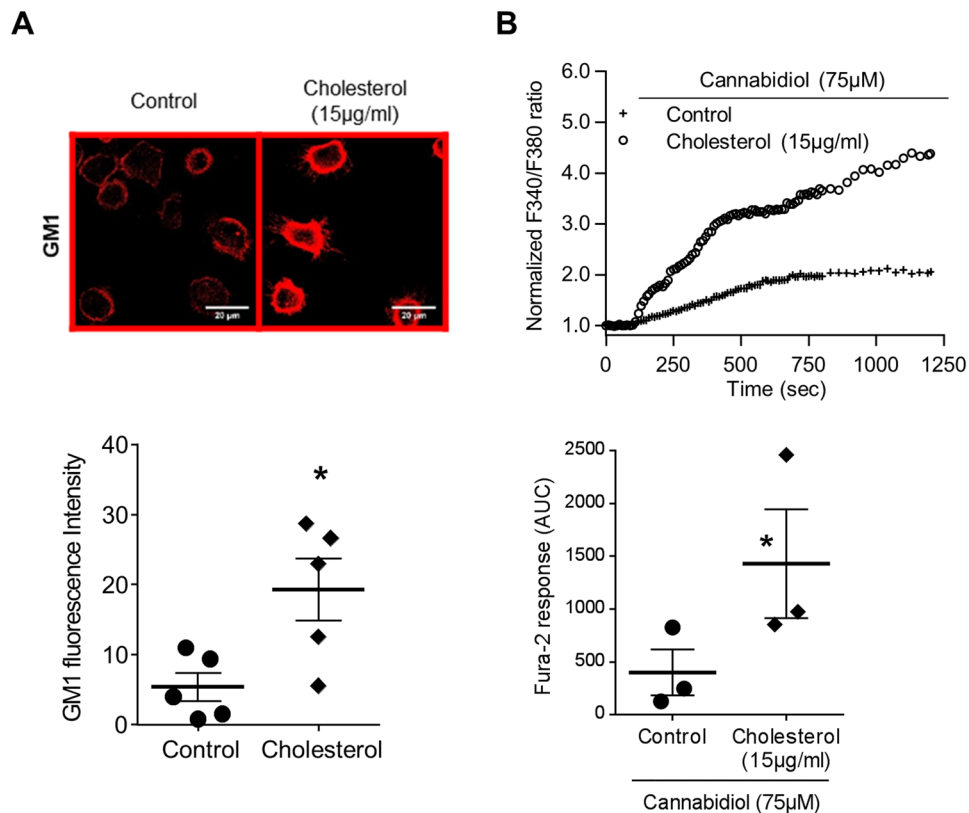 A
Control
Cholesterol
(15µg/ml)
GM1
20 µm
20 µm
GM1 fluorescence Intensity
40
30
20
10
0
*
Control
Cholesterol
B
Normalized F340/F380 ratio
6.0
5.0
4.0
3.0
2.0
1.0
Cannabidiol (75µM)
+ Control
Cholesterol (15µg/ml)
0 250 500 750 1000 1250
Time (sec)
Fura-2 response (AUC)
2500
2000
1500
1000
500
0
*
Control
Cholesterol
(15µg/ml)
Cannabidiol (75µM)